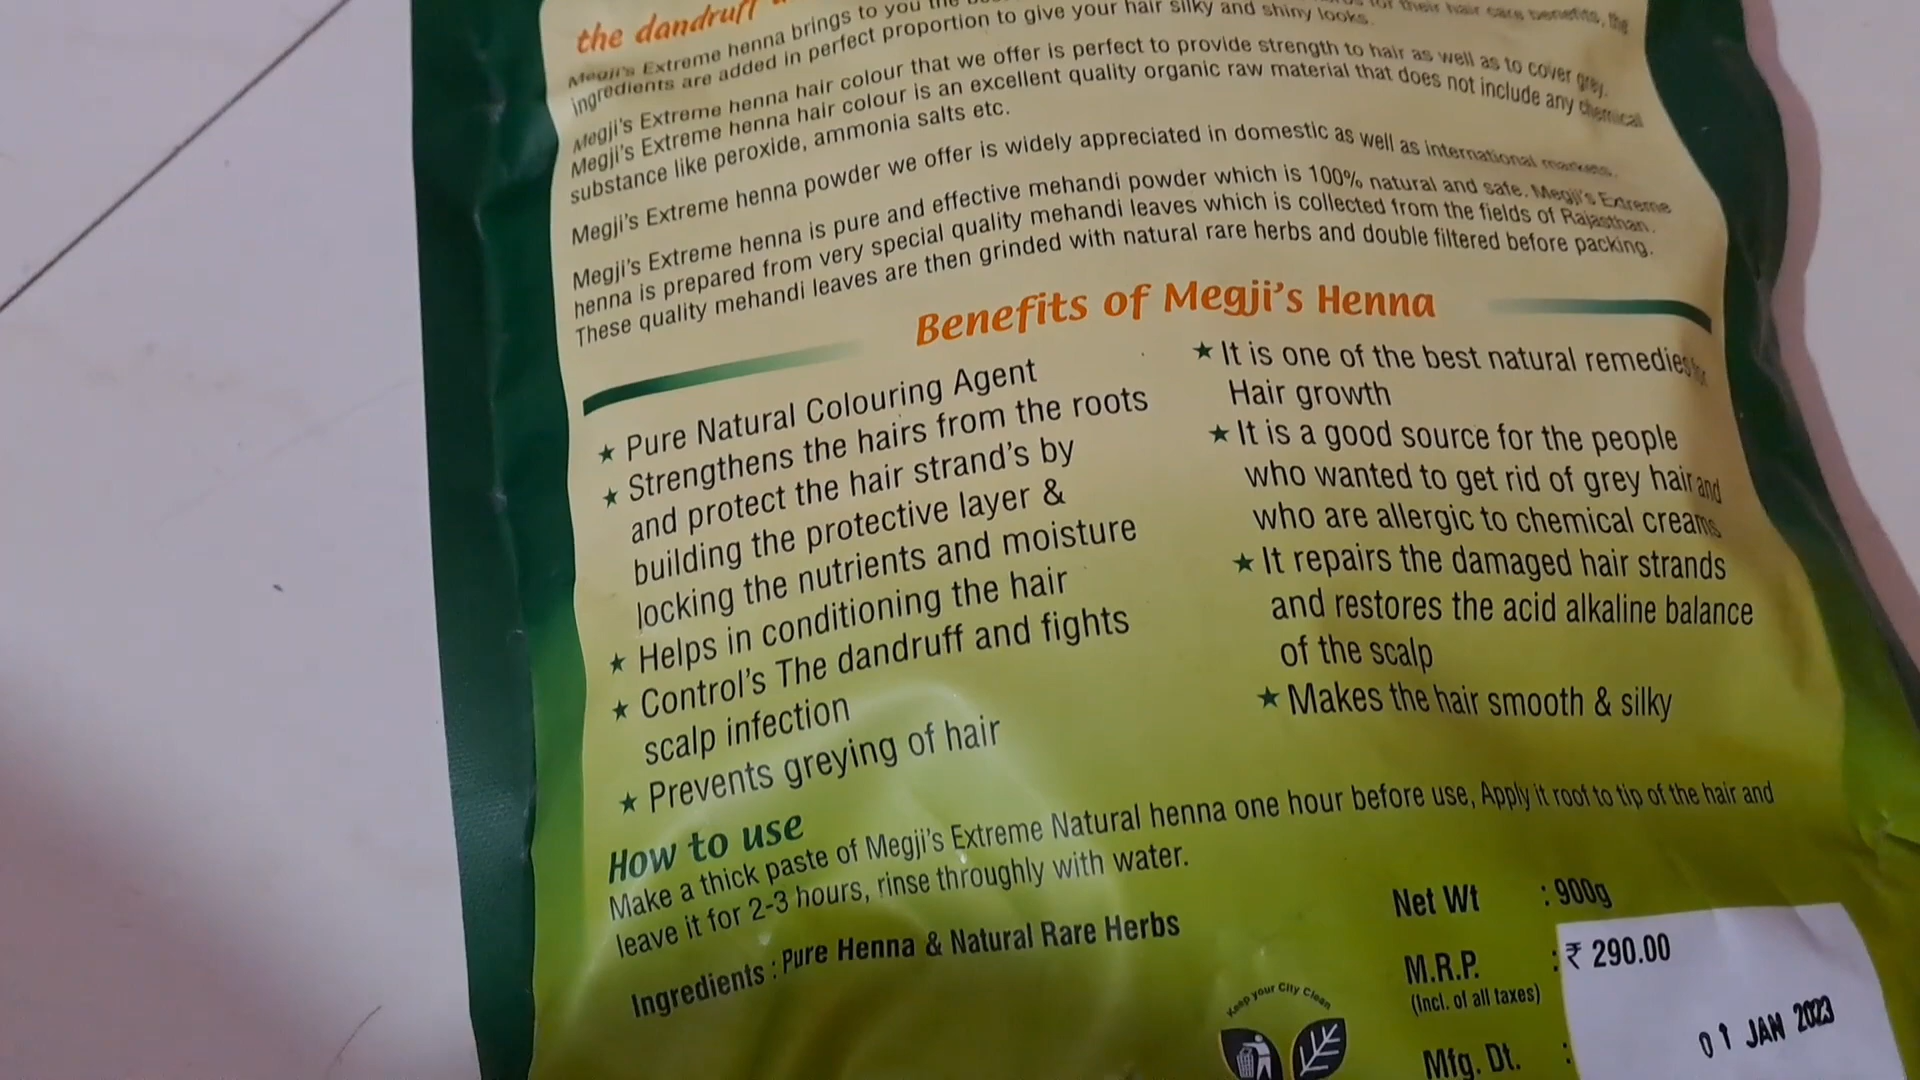 the dandruff
Megji's Extreme henna brings to you the
ingredients are added in perfect proportion to give your hair silky and shiny looks.
for their hair care benefits, the
Megji's Extreme henna hair colour that we offer is perfect to provide strength to hair as well as to cover grey.
Megji's Extreme henna hair colour is an excellent quality organic raw material that does not include any chemical
substance like peroxide, ammonia salts etc.
Megji's Extreme henna powder we offer is widely appreciated in domestic as well as international markets.
Megji's Extreme henna is pure and effective mehandi powder which is 100% natural and safe. Megji's Extreme
henna is prepared from very special quality mehandi leaves which is collected from the fields of Rajasthan.
These quality mehandi leaves are then grinded with natural rare herbs and double filtered before packing.
Benefits of Megji's Henna
★ Pure Natural Colouring Agent
★ Strengthens the hairs from the roots
and protect the hair strand's by
building the protective layer &
locking the nutrients and moisture
★ Helps in conditioning the hair
★ Control's The dandruff and fights
scalp infection
★ Prevents greying of hair
★ It is one of the best natural remedies for
Hair growth
★ It is a good source for the people
who wanted to get rid of grey hair and
who are allergic to chemical creams
★ It repairs the damaged hair strands
and restores the acid alkaline balance
of the scalp
★ Makes the hair smooth & silky
How to use
Make a thick paste of Megji's Extreme Natural henna one hour before use, Apply it roof to tip of the hair and
leave it for 2-3 hours, rinse throughly with water.
Ingredients : Pure Henna & Natural Rare Herbs
Keep your City Clean
Net Wt : 900g
M.R.P. : ₹ 290.00
(Incl. of all taxes)
Mfg. Dt. : 01 JAN 2023